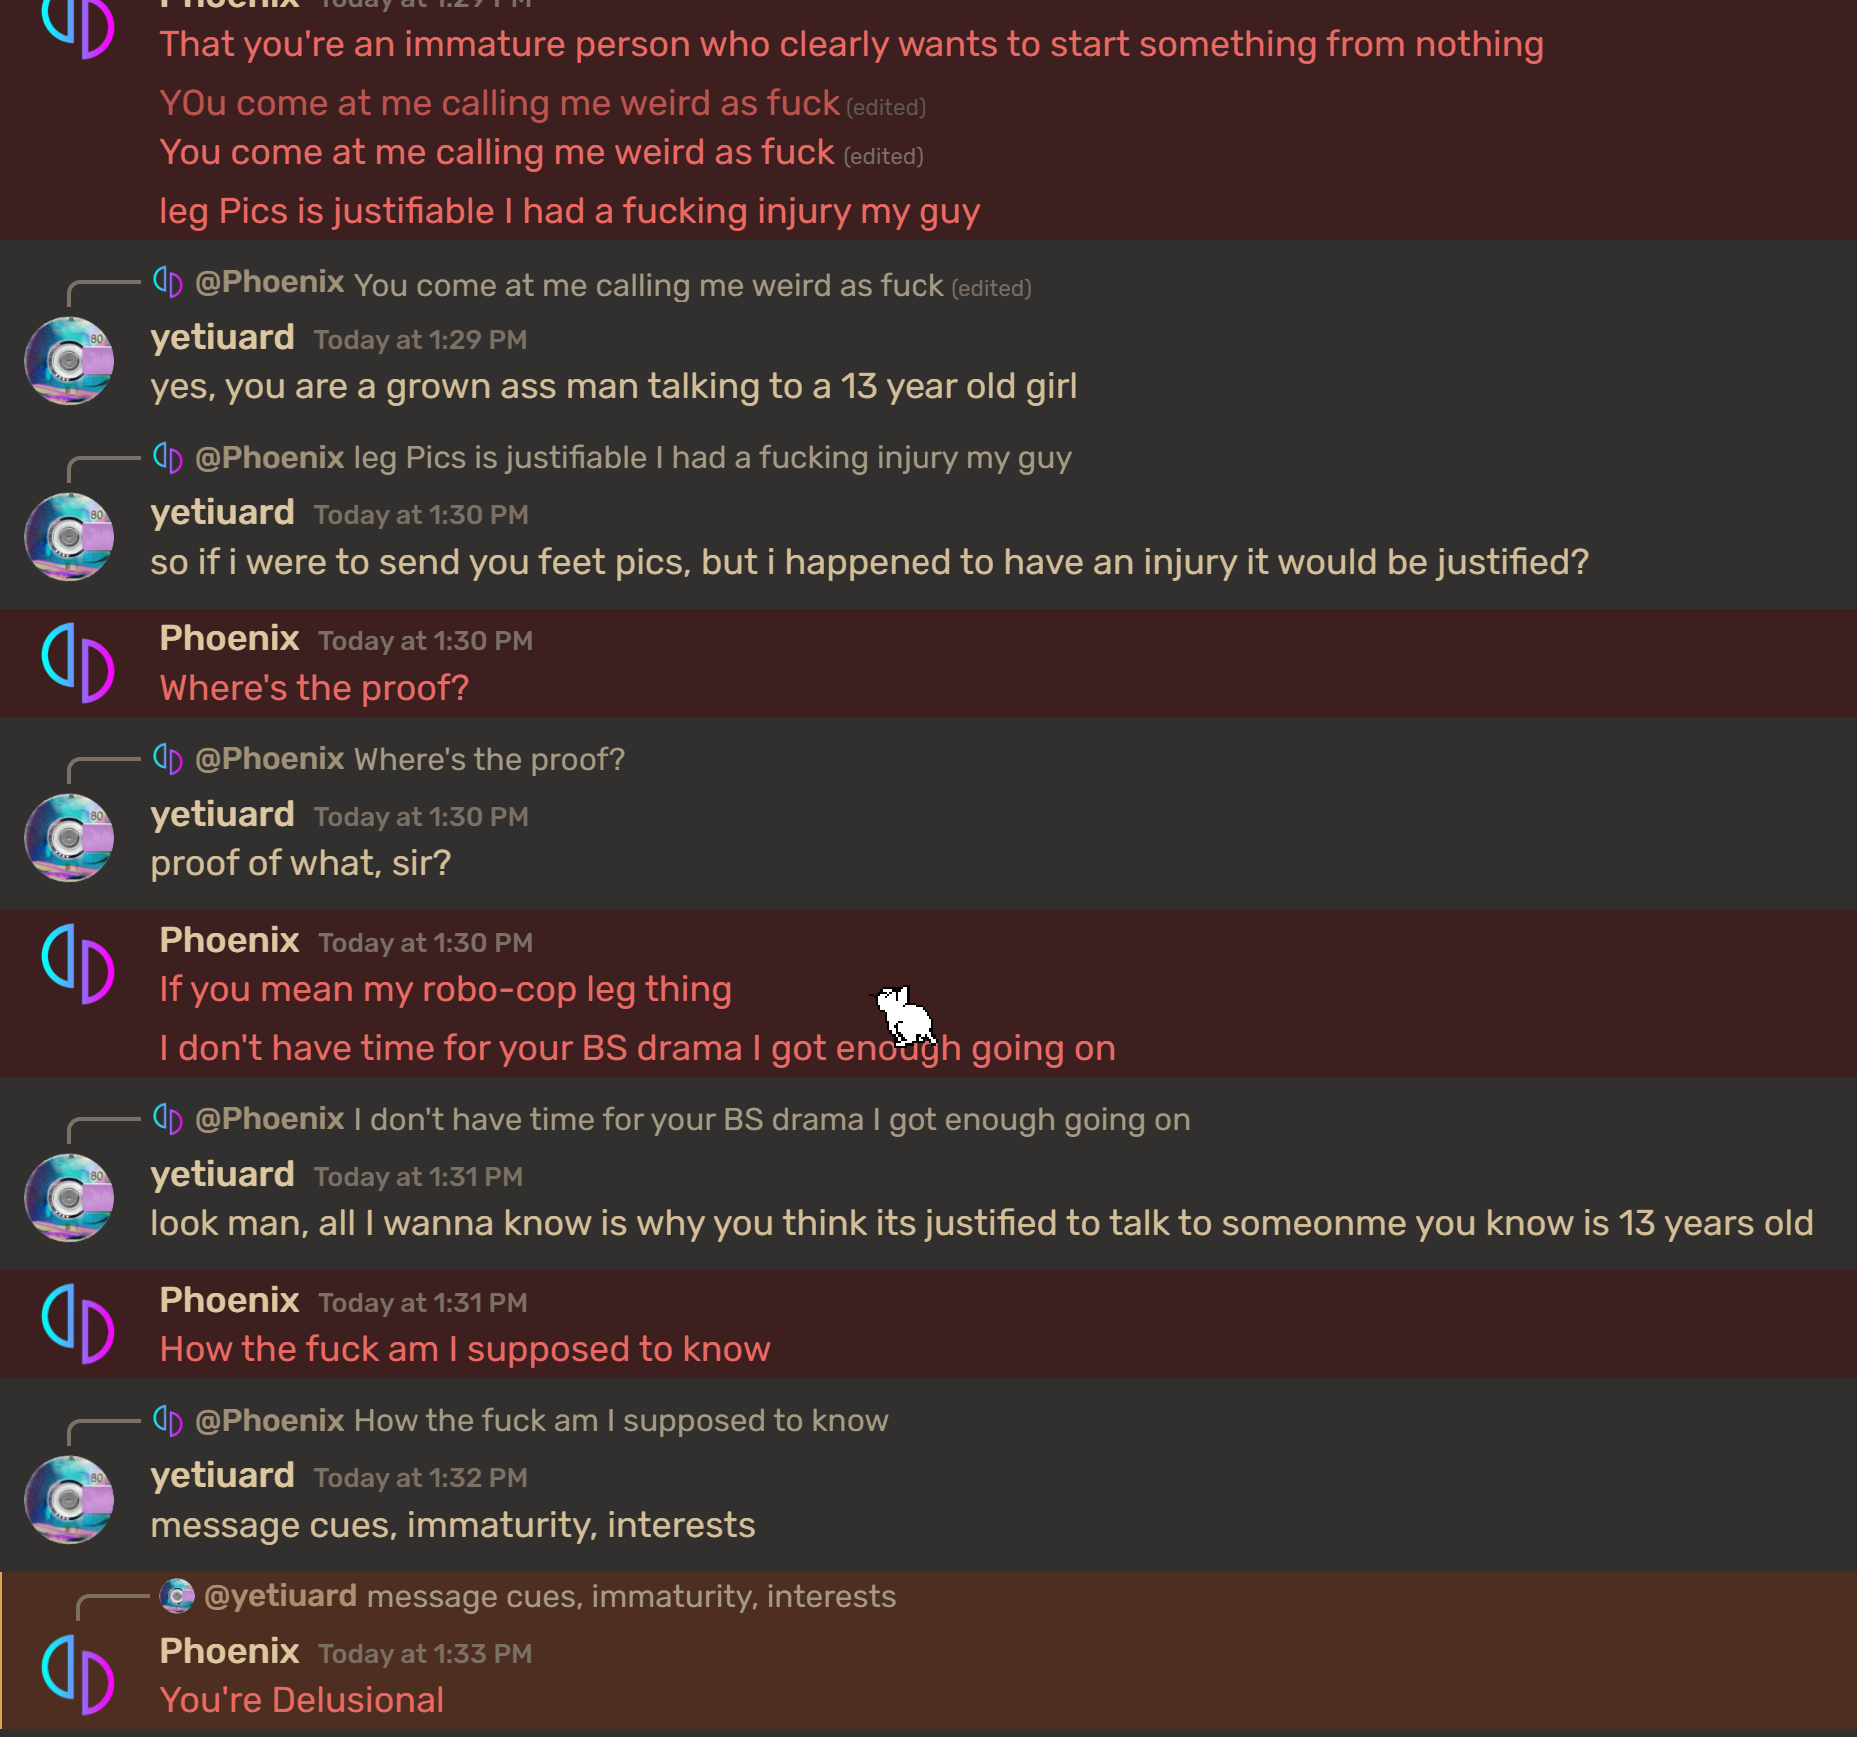 Phoenix Today at 1:29 PM
That you're an immature person who clearly wants to start something from nothing
YOu come at me calling me weird as fuck (edited)
You come at me calling me weird as fuck (edited)
leg Pics is justifiable I had a fucking injury my guy
@Phoenix You come at me calling me weird as fuck (edited)
yetiuard Today at 1:29 PM
yes, you are a grown ass man talking to a 13 year old girl
@Phoenix leg Pics is justifiable I had a fucking injury my guy
yetiuard Today at 1:30 PM
so if i were to send you feet pics, but i happened to have an injury it would be justified?
Phoenix Today at 1:30 PM
Where's the proof?
@Phoenix Where's the proof?
yetiuard Today at 1:30 PM
proof of what, sir?
Phoenix Today at 1:30 PM
If you mean my robo-cop leg thing
I don't have time for your BS drama I got enough going on
@Phoenix I don't have time for your BS drama I got enough going on
yetiuard Today at 1:31 PM
look man, all I wanna know is why you think its justified to talk to someonme you know is 13 years old
Phoenix Today at 1:31 PM
How the fuck am I supposed to know
@Phoenix How the fuck am I supposed to know
yetiuard Today at 1:32 PM
message cues, immaturity, interests
@yetiuard message cues, immaturity, interests
Phoenix Today at 1:33 PM
You're Delusional